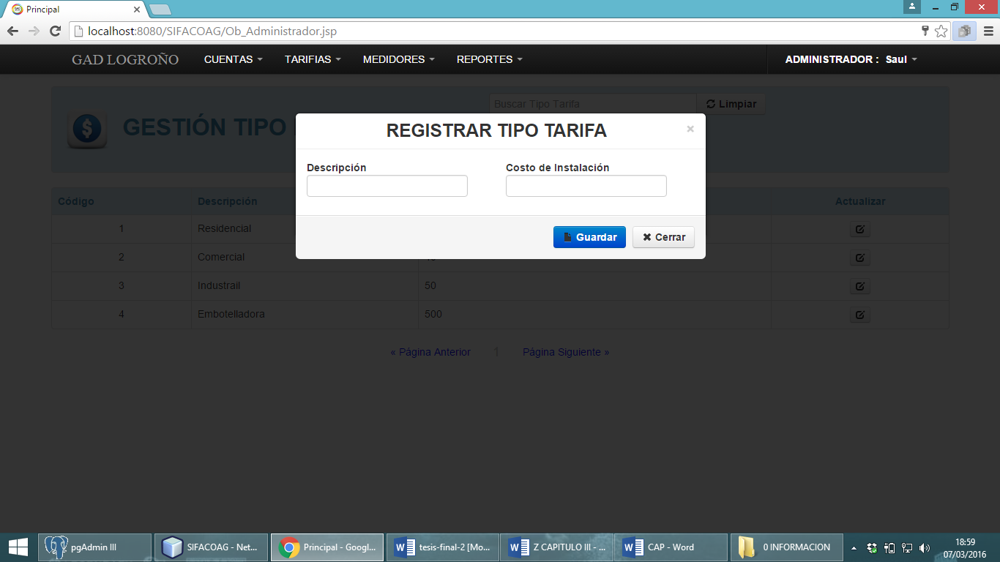 Principal
localhost:8080/SIFACOAG/Ob_Administrador.jsp
GAD LOGROÑO CUENTAS TARIFIAS MEDIDORES REPORTES ADMINISTRADOR : Saul
Buscar Tipo Tarifa Limpiar
GESTIÓN TIPO
REGISTRAR TIPO TARIFA ×
Descripción Costo de Instalación
Guardar Cerrar
Código Descripción Actualizar
1 Residencial
2 Comercial
3 Industrail 50
4 Embotelladora 500
« Página Anterior 1 Página Siguiente »
pgAdmin III SIFACOAG - Net... Principal - Googl... tesis-final-2 [Mo... Z CAPITULO III - ... CAP - Word 0 INFORMACION 18:59
07/03/2016